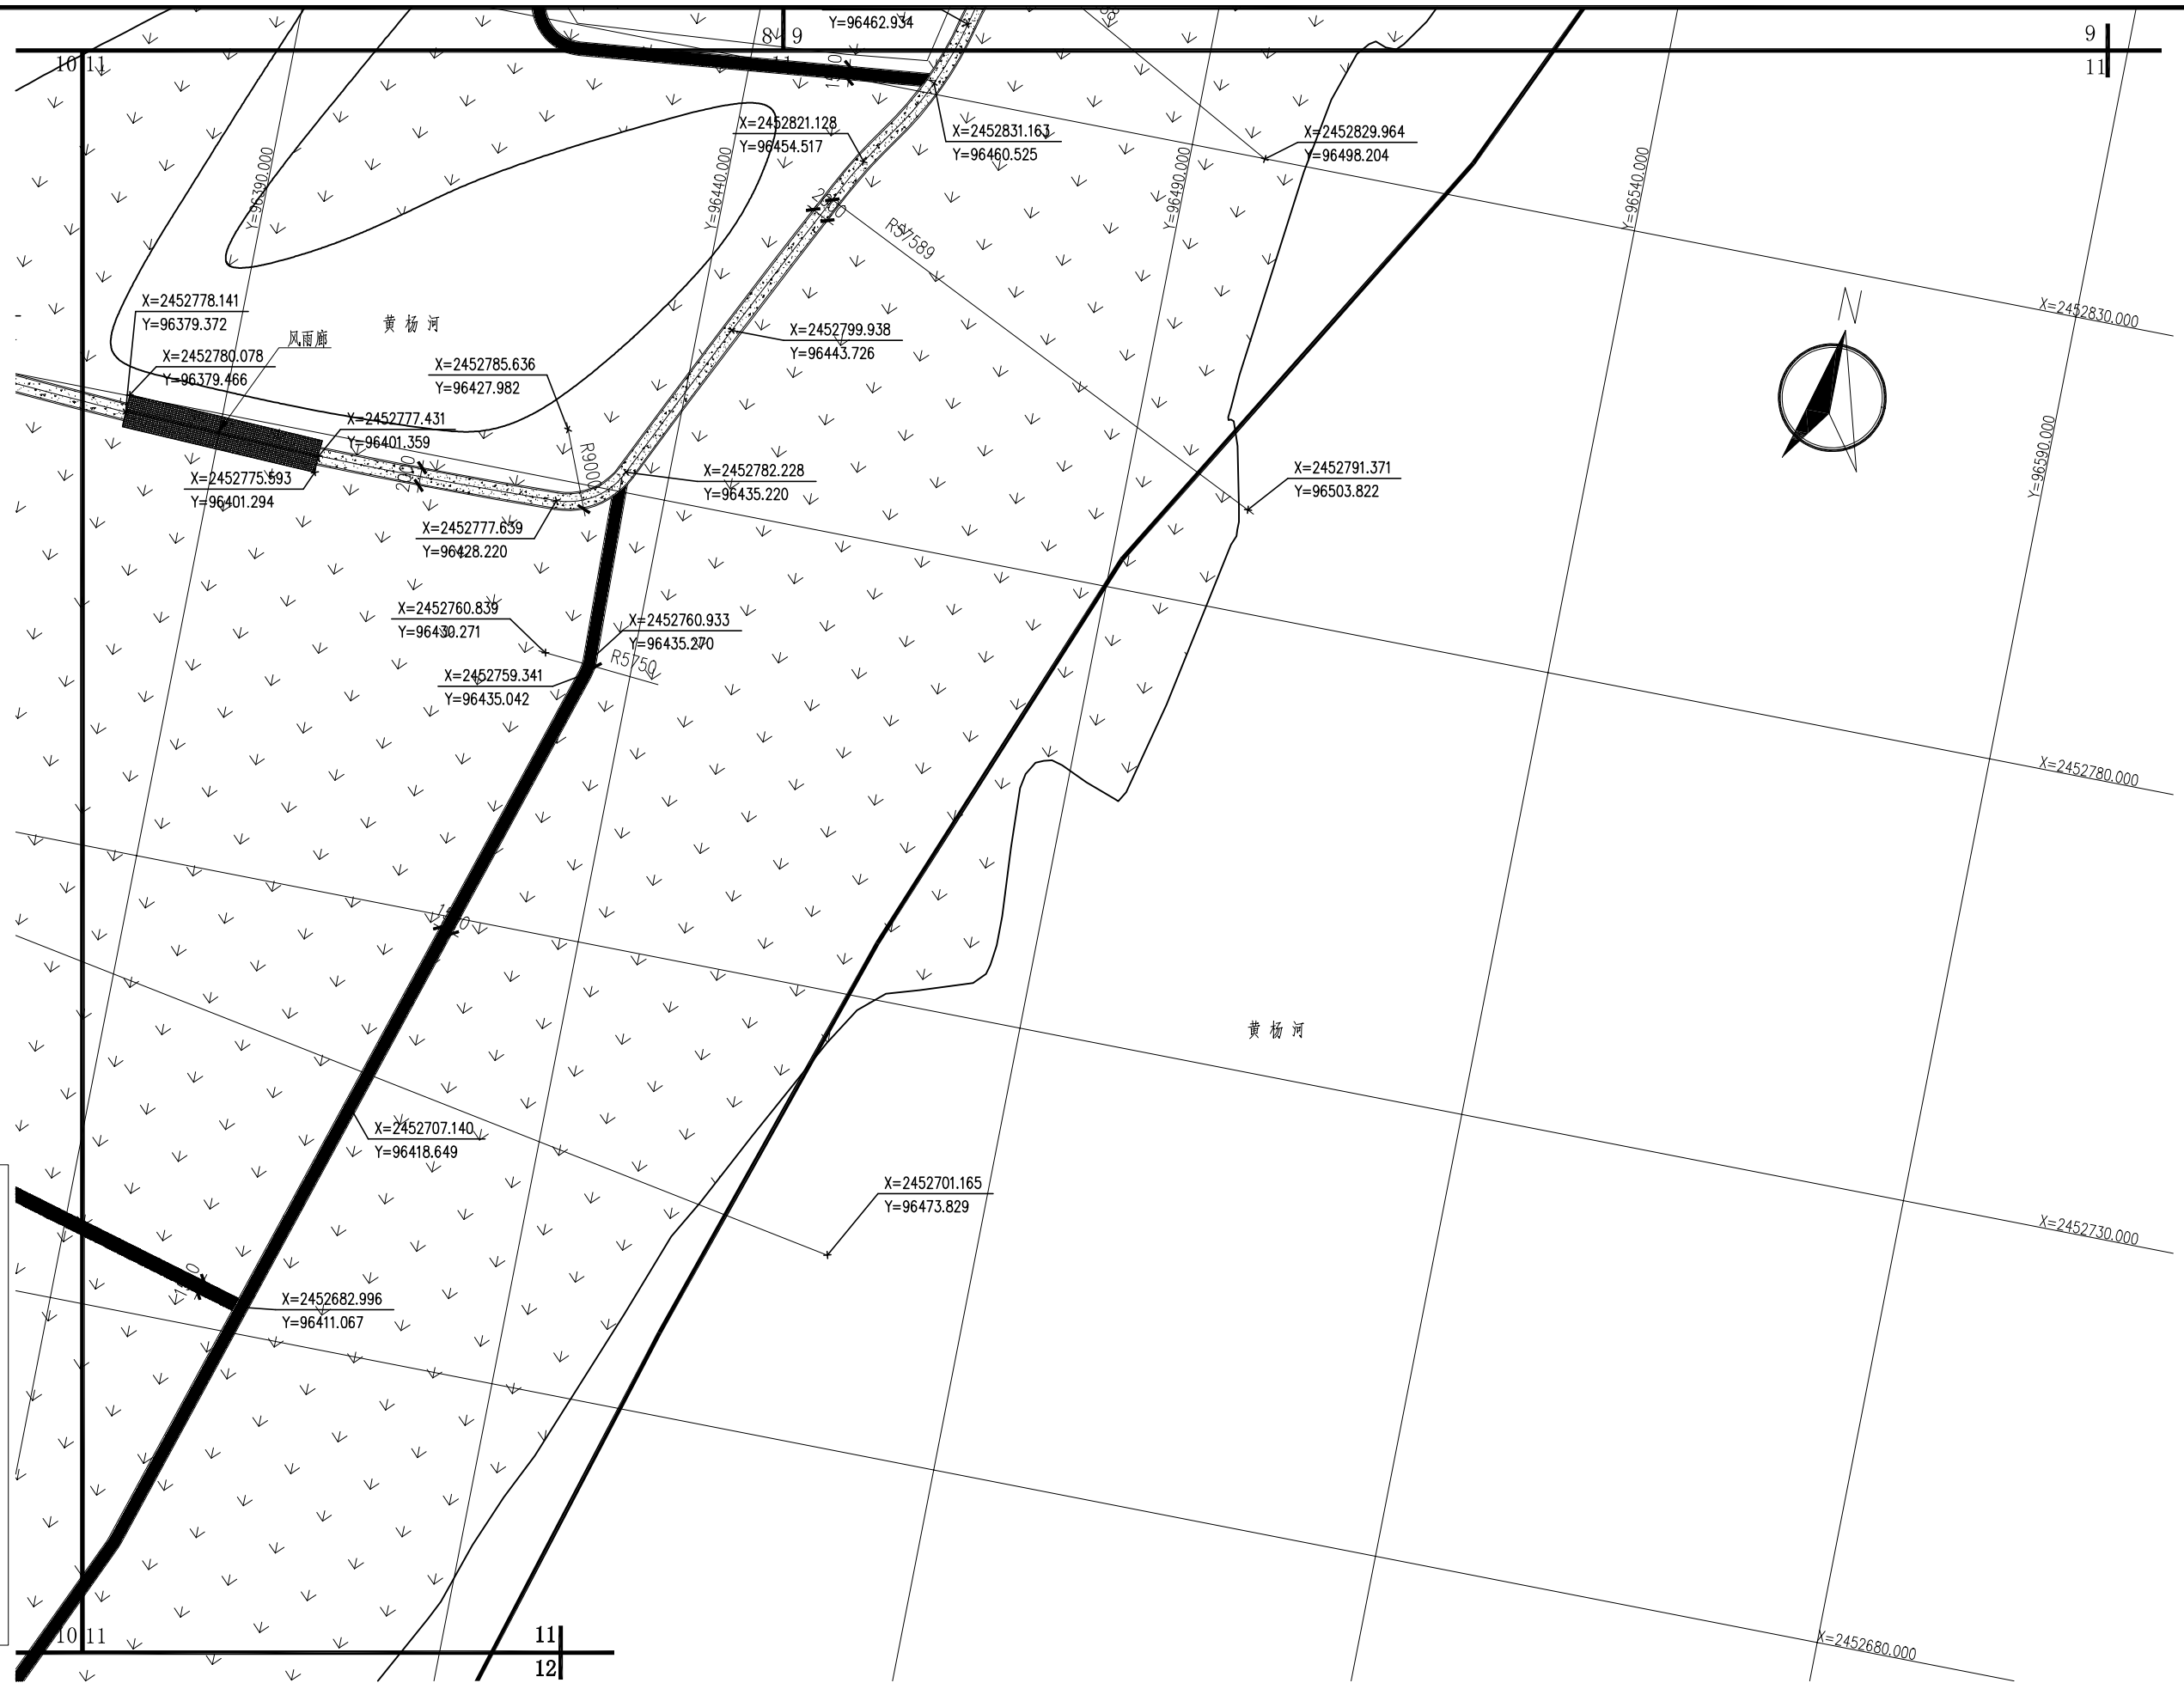 Y=96462.934
8 9
9
11
10 11
11
X=2452821.128
Y=96454.517
X=2452831.163
Y=96460.525
X=2452829.964
Y=96498.204
Y=96390.000
Y=96440.000
Y=96490.000
Y=96540.000
R57589
X=2452830.000
N
X=2452778.141
Y=96379.372
黄杨河
风雨廊
X=2452799.938
Y=96443.726
X=2452780.078
Y=96379.466
X=2452785.636
Y=96427.982
X=2452777.431
Y=96401.359
R9000
X=2452775.593
Y=96401.294
X=2452782.228
Y=96435.220
X=2452791.371
Y=96503.822
Y=96590.000
X=2452777.639
Y=96428.220
X=2452760.839
Y=96430.271
X=2452760.933
Y=96435.270
R5750
X=2452759.341
Y=96435.042
X=2452780.000
黄杨河
X=2452707.140
Y=96418.649
X=2452701.165
Y=96473.829
X=2452730.000
X=2452682.996
Y=96411.067
10 11
11
12
X=2452680.000